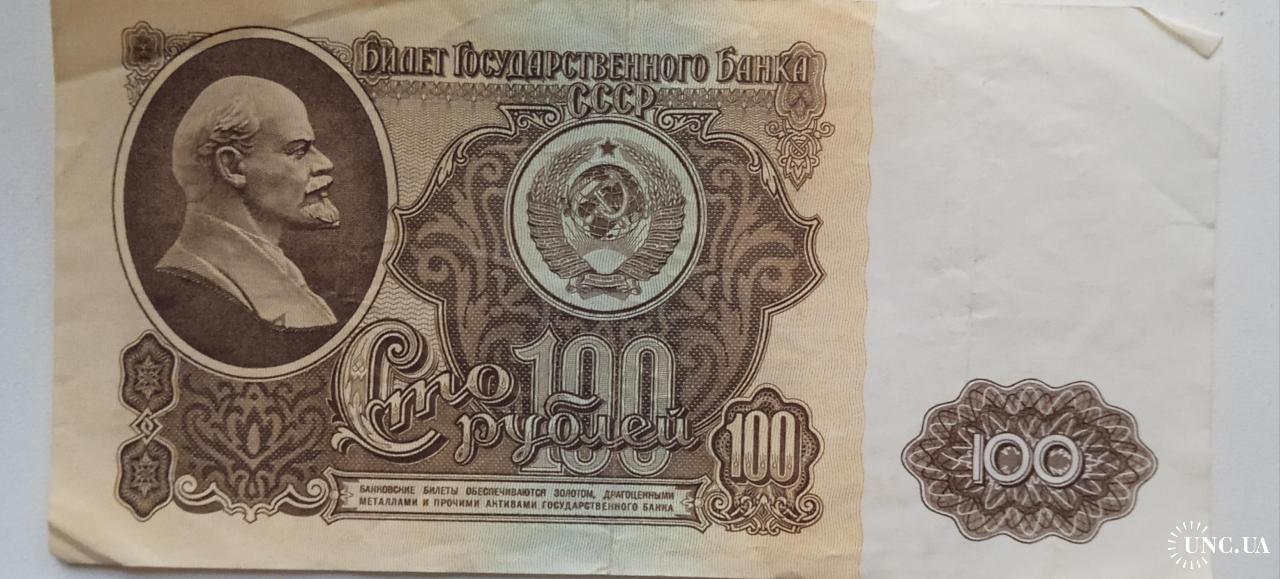 Билет Государственного Банка
СССР
Сто 100
рублей
100
100
БАНКОВСКИЕ БИЛЕТЫ ОБЕСПЕЧИВАЮТСЯ ЗОЛОТОМ, ДРАГОЦЕННЫМИ
МЕТАЛЛАМИ И ПРОЧИМИ АКТИВАМИ ГОСУДАРСТВЕННОГО БАНКА
UNC.UA